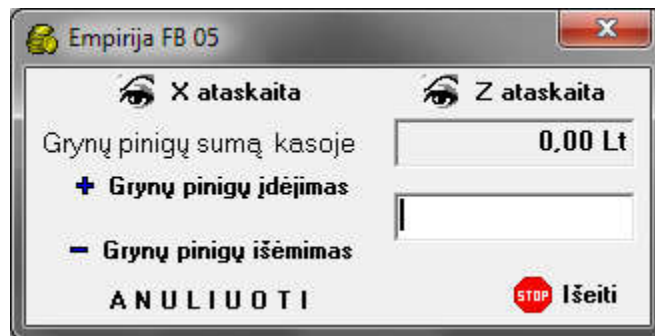 Empirija FB 05
X ataskaita Z ataskaita
Grynų pinigų sumą kasoje 0,00 Lt
+ Grynų pinigų įdėjimas
- Grynų pinigų išėmimas
ANULIUOTI STOP Išeiti